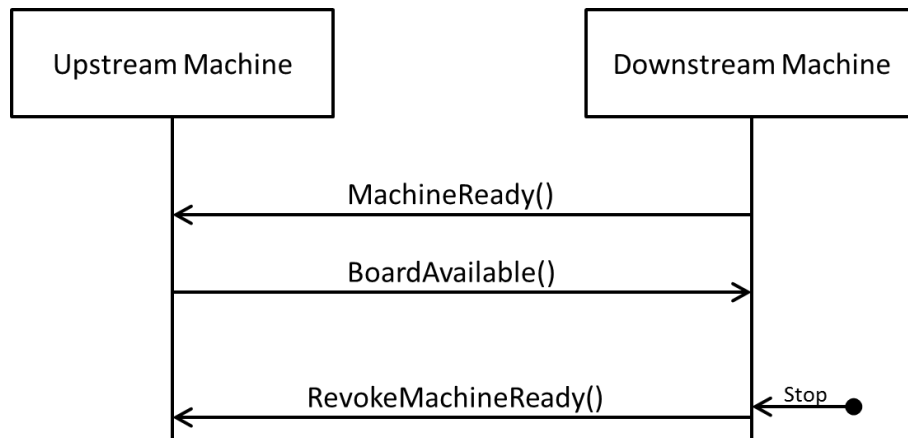 Upstream Machine
Downstream Machine
MachineReady()
BoardAvailable()
RevokeMachineReady()
Stop